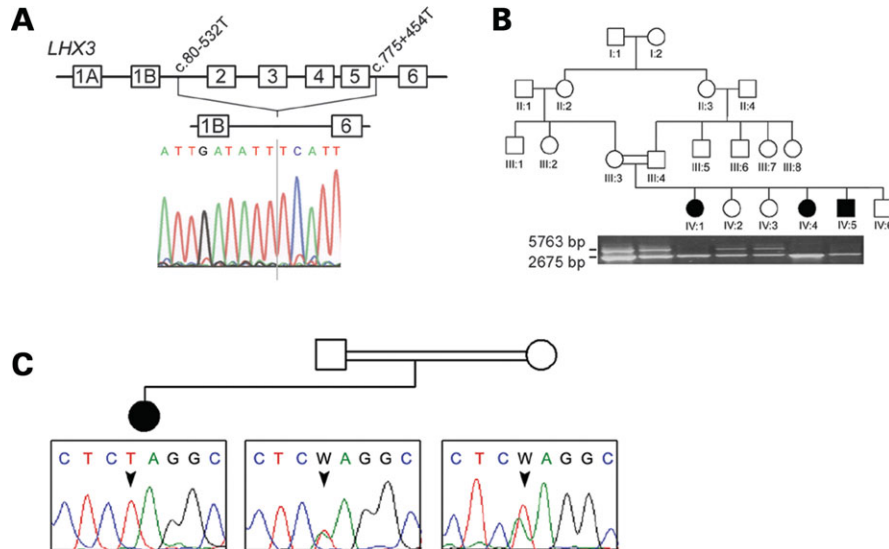 A
LHX3
c.80-532T
c.775+454T
1A 1B 2 3 4 5 6
1B 6
A T T G A T A T T T C A T T
B
I:1 I:2
II:1 II:2 II:3 II:4
III:1 III:2 III:3 III:4 III:5 III:6 III:7 III:8
IV:1 IV:2 IV:3 IV:4 IV:5 IV:6
5763 bp
2675 bp
C
C T C T A G G C
C T C W A G G C
C T C W A G G C